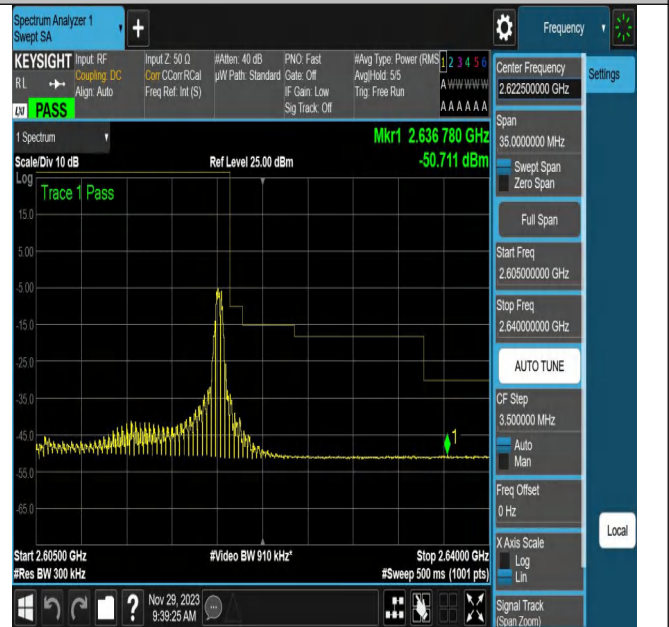 Spectrum Analyzer 1
Swept SA
+
Frequency
KEYSIGHT Input: RF
RL
Coupling: DC
Align: Auto
LXI PASS
Input Z: 50 Ω
Corr CCorr RCal
Freq Ref: Int (S)
#Atten: 40 dB
µW Path: Standard
PNO: Fast
Gate: Off
IF Gain: Low
Sig Track: Off
#Avg Type: Power (RMS
Avg|Hold: 5/5
Trig: Free Run
1 2 3 4 5 6
A W W W W W
A A A A A A
Center Frequency
2.622500000 GHz
Settings
1 Spectrum
Scale/Div 10 dB
Ref Level 25.00 dBm
Mkr1 2.636 780 GHz
-50.711 dBm
Log
Trace 1 Pass
15.0
5.00
-5.00
-15.0
-25.0
-35.0
-45.0
-55.0
-65.0
1
Start 2.60500 GHz
#Res BW 300 kHz
#Video BW 910 kHz*
Stop 2.64000 GHz
#Sweep 500 ms (1001 pts)
Span
35.0000000 MHz
Swept Span
Zero Span
Full Span
Start Freq
2.605000000 GHz
Stop Freq
2.640000000 GHz
AUTO TUNE
CF Step
3.500000 MHz
Auto
Man
Freq Offset
0 Hz
X Axis Scale
Log
Lin
Signal Track
(Span Zoom)
Local
?
Nov 29, 2023
9:39:25 AM